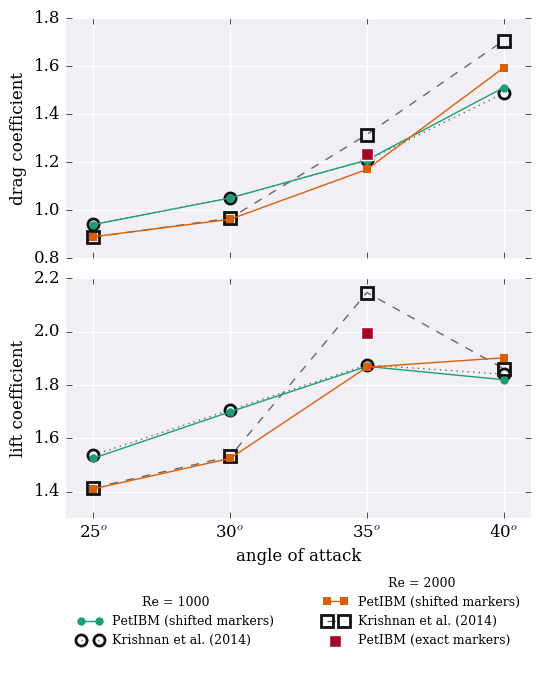 1.8
1.6
1.4
1.2
1.0
0.8
drag coefficient
2.2
2.0
1.8
1.6
1.4
lift coefficient
25° 30° 35° 40°
angle of attack
Re = 1000
PetIBM (shifted markers)
Krishnan et al. (2014)
Re = 2000
PetIBM (shifted markers)
Krishnan et al. (2014)
PetIBM (exact markers)